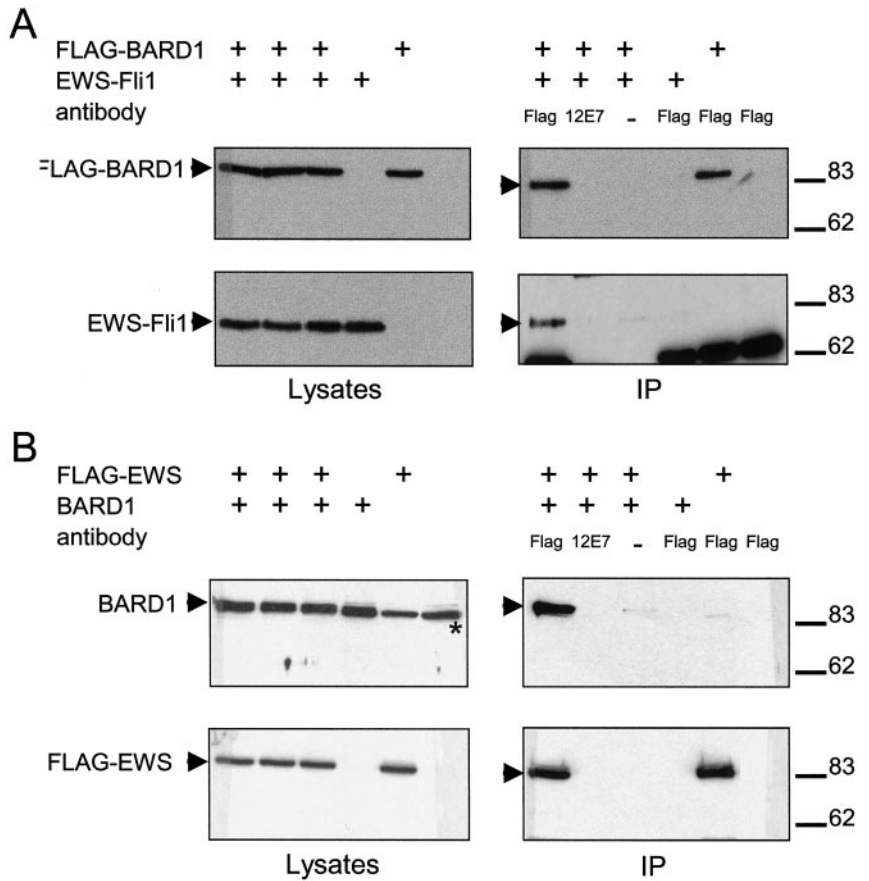 A
FLAG-BARD1 + + + + + + + +
EWS-Fli1 + + + + + + + +
antibody Flag 12E7 - Flag Flag Flag
FLAG-BARD1
83
62
EWS-Fli1
83
62
Lysates IP
B
FLAG-EWS + + + + + + + +
BARD1 + + + + + + + +
antibody Flag 12E7 - Flag Flag Flag
BARD1
*
83
62
FLAG-EWS
83
62
Lysates IP